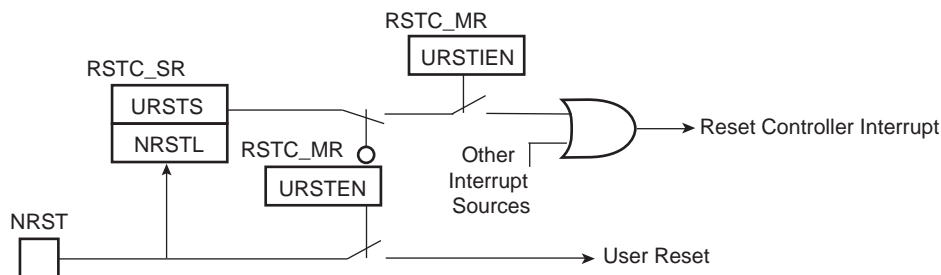 RSTC_MR
URSTIEN
RSTC_SR
URSTS
NRSTL
RSTC_MR
URSTEN
Other
Interrupt
Sources
Reset Controller Interrupt
NRST
User Reset